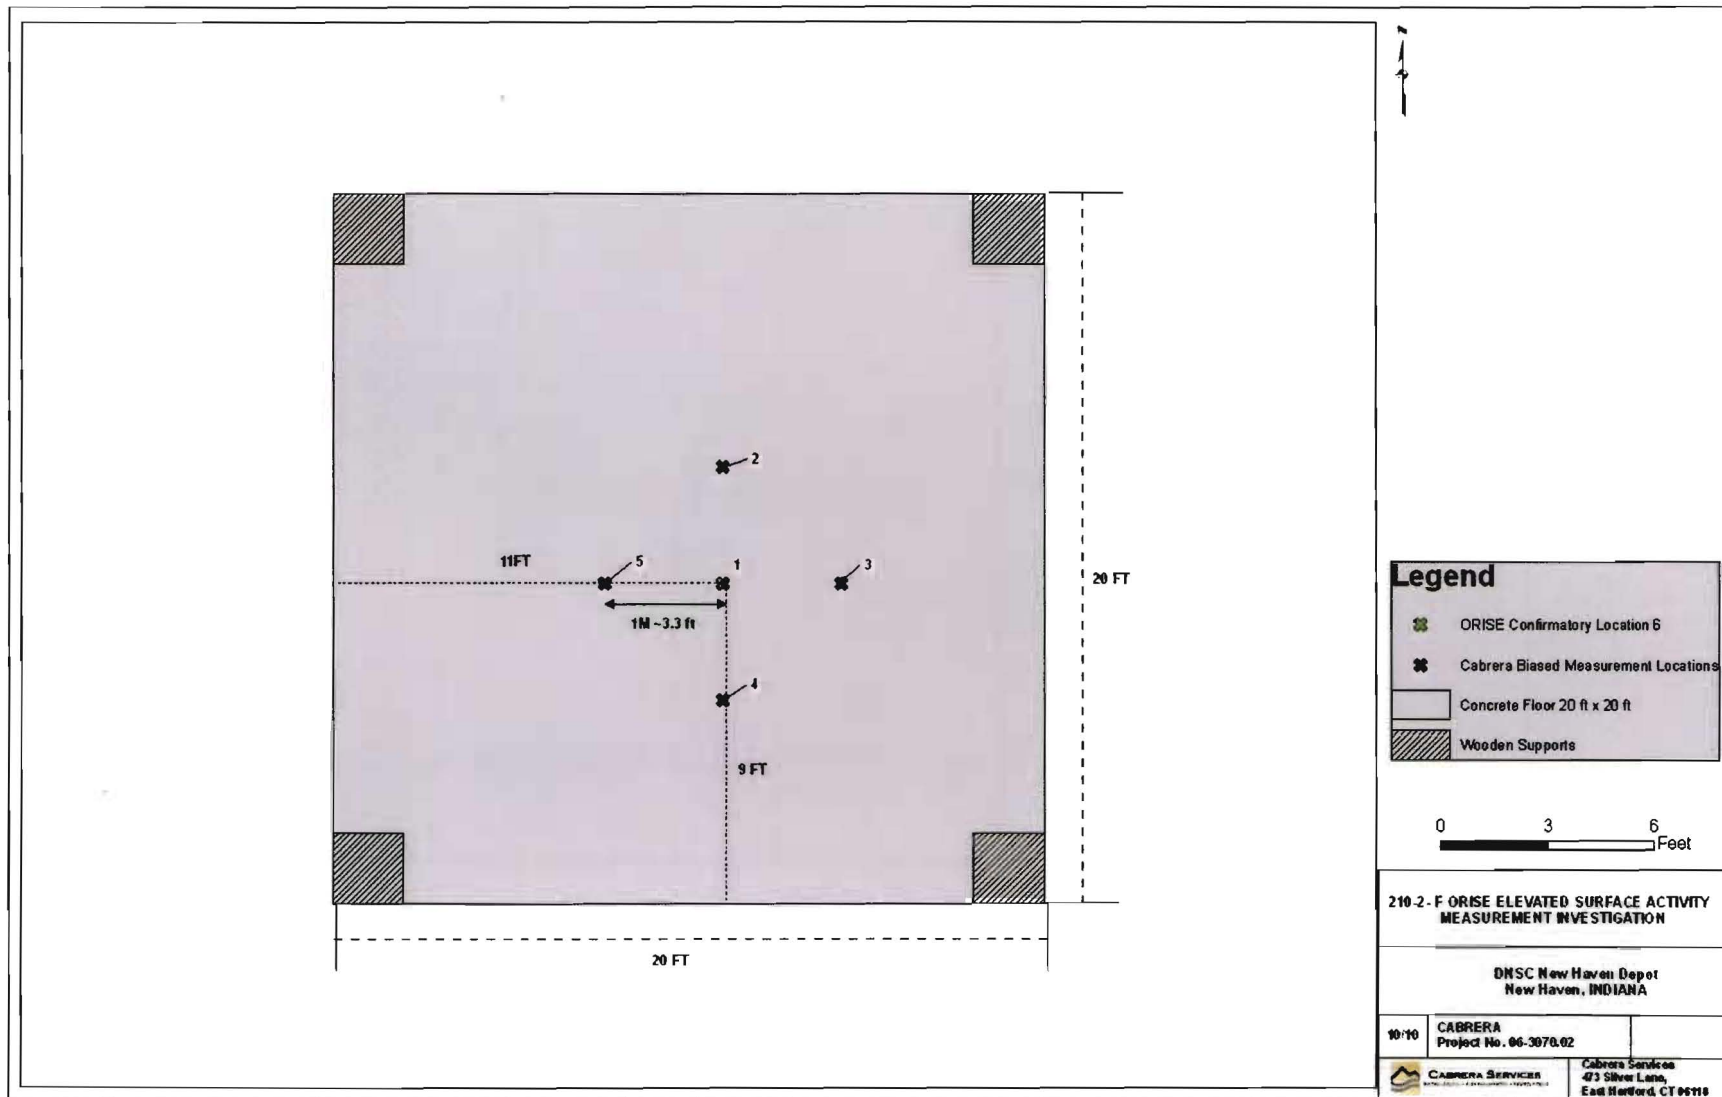 N
2
11FT
5
1
3
20 FT
1M ~3.3 ft
4
9 FT
20 FT
Legend
ORISE Confirmatory Location 6
Cabrera Biased Measurement Locations
Concrete Floor 20 ft x 20 ft
Wooden Supports
0 3 6
Feet
210-2-F ORISE ELEVATED SURFACE ACTIVITY
MEASUREMENT INVESTIGATION
DNSC New Haven Depot
New Haven, INDIANA
10/10
CABRERA
Project No. 06-3070.02
CABRERA SERVICES
Cabrera Services
473 Silver Lane,
East Hartford, CT 06118